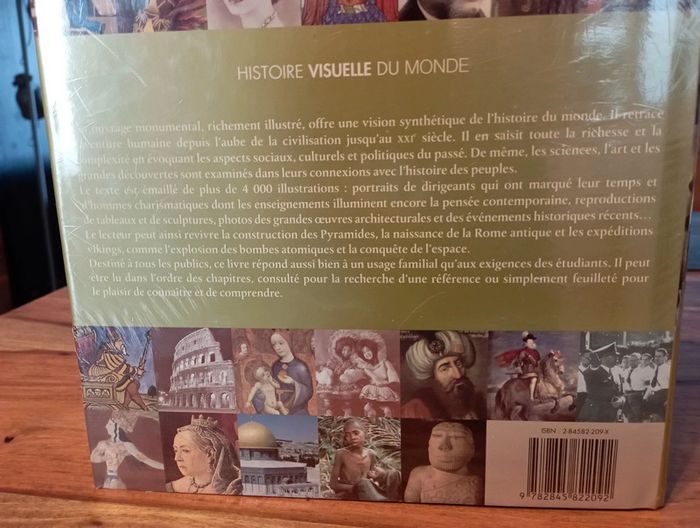 HISTOIRE VISUELLE DU MONDE
ouvrage monumental, richement illustré, offre une vision synthétique de l'histoire du monde. Il retrace
humaine depuis l'aube de la civilisation jusqu'au XXIe siècle. Il en saisit toute la richesse et la
complexité en évoquant les aspects sociaux, culturels et politiques du passé. De même, les sciences, l'art et les
grandes découvertes sont examinés dans leurs connexions avec l'histoire des peuples.
Le texte est émaillé de plus de 4 000 illustrations : portraits de dirigeants qui ont marqué leur temps et
d'hommes charismatiques dont les enseignements illuminent encore la pensée contemporaine, reproductions
de tableaux et de sculptures, photos des grandes œuvres architecturales et des événements historiques récents...
Le lecteur peut ainsi revivre la construction des Pyramides, la naissance de la Rome antique et les expéditions
vikings, comme l'explosion des bombes atomiques et la conquête de l'espace.
Destiné à tous les publics, ce livre répond aussi bien à un usage familial qu'aux exigences des étudiants. Il peut
être lu dans l'ordre des chapitres, consulté pour la recherche d'une référence ou simplement feuilleté pour
le plaisir de connaître et de comprendre.
ISBN 2-84582-209-X
9 782845 822092